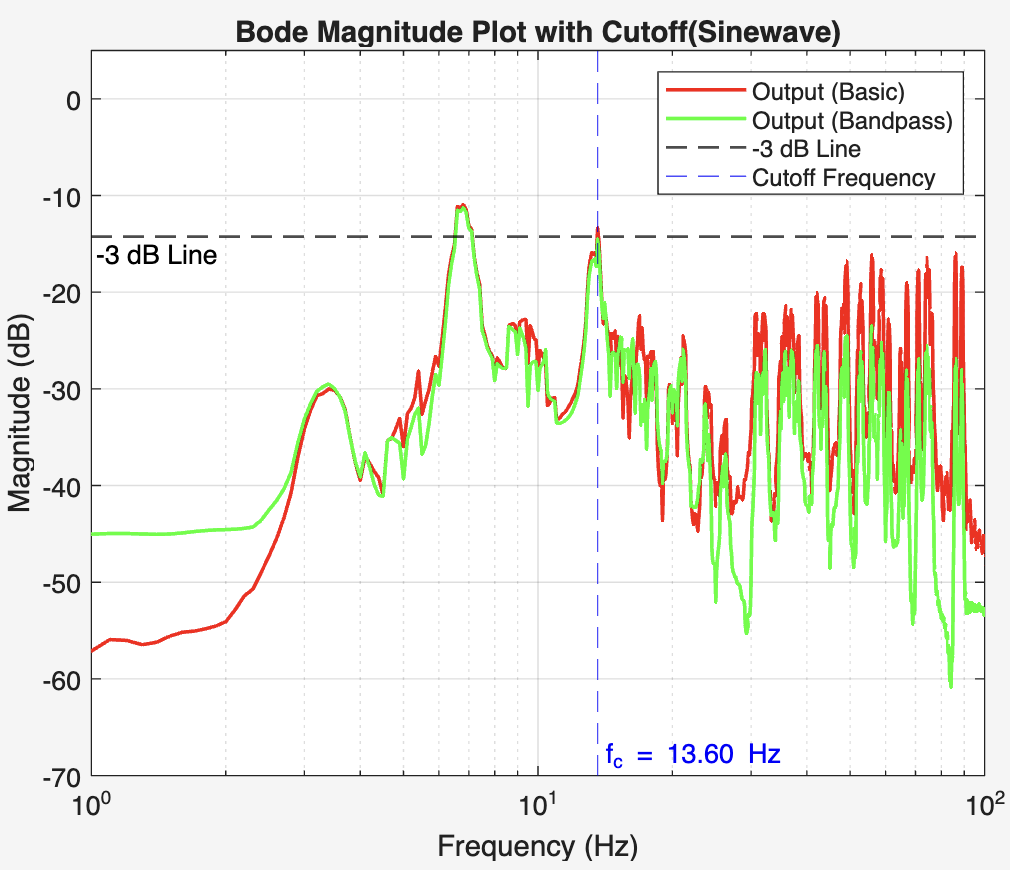 Bode Magnitude Plot with Cutoff(Sinewave)
Output (Basic)
Output (Bandpass)
-3 dB Line
Cutoff Frequency
0
-10
-20
-30
-40
-50
-60
-70
Magnitude (dB)
-3 dB Line
f_c = 13.60 Hz
10^0
10^1
10^2
Frequency (Hz)